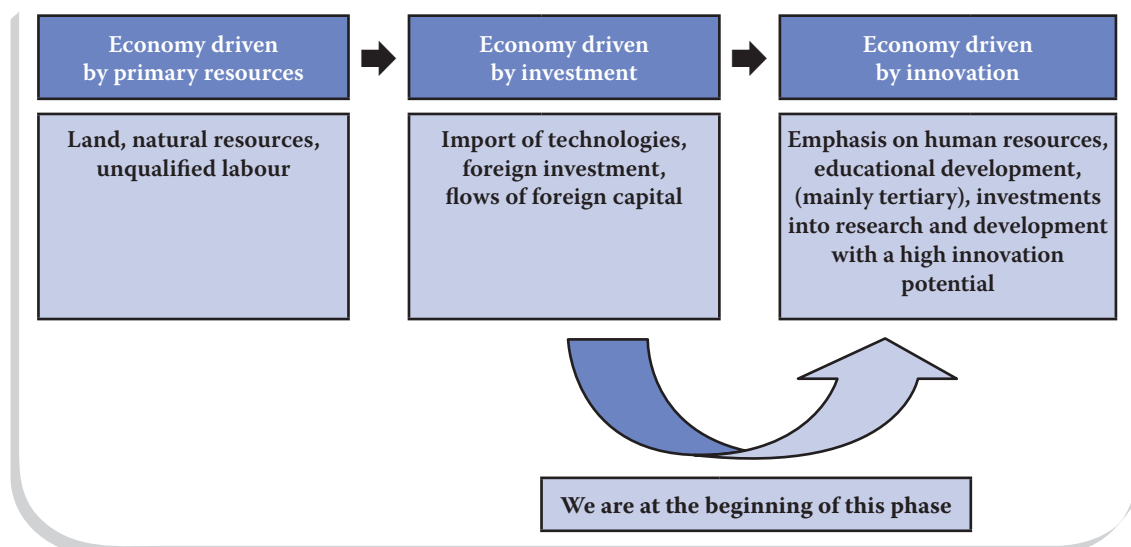 Economy driven
by primary resources
Economy driven
by investment
Economy driven
by innovation
Land, natural resources,
unqualified labour
Import of technologies,
foreign investment,
flows of foreign capital
Emphasis on human resources,
educational development,
(mainly tertiary), investments
into research and development
with a high innovation
potential
We are at the beginning of this phase